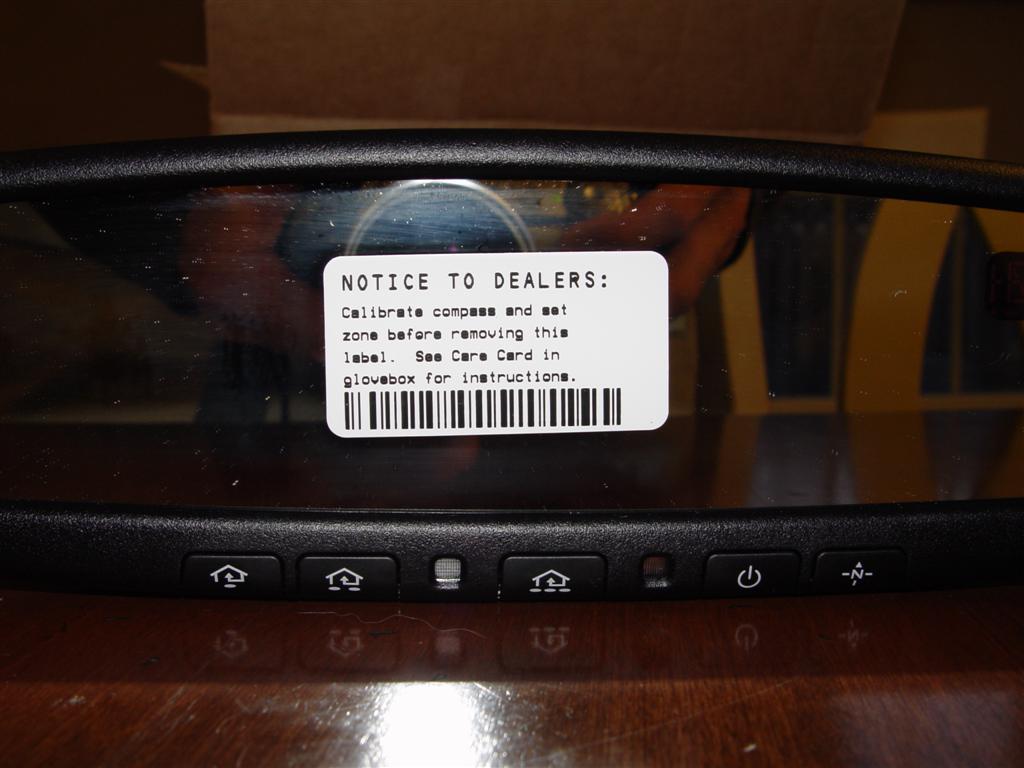 NOTICE TO DEALERS:
Calibrate compass and set
zone before removing this
label. See Care Card in
glovebox for instructions.
-N-